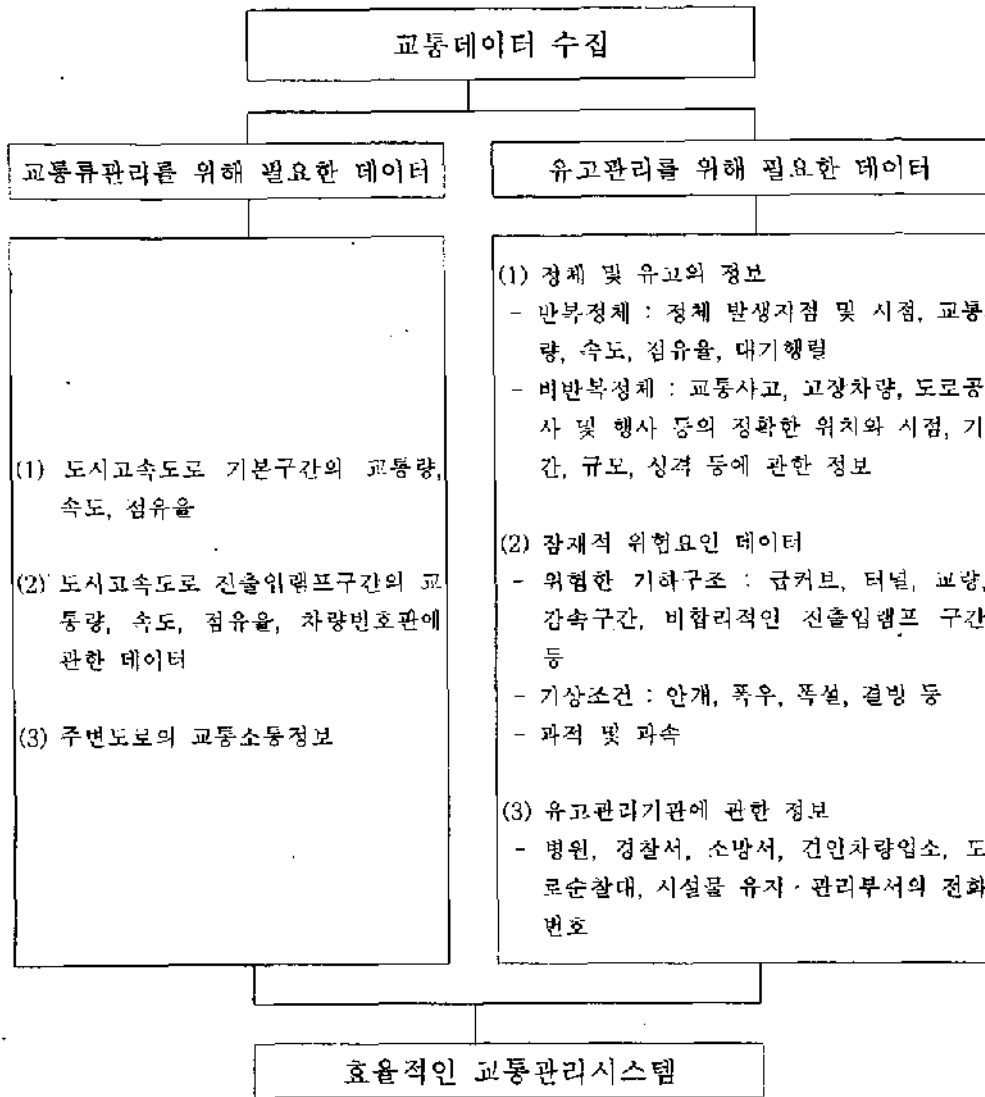 교통데이터 수집
교통류관리를 위해 필요한 데이터
(1) 도시고속도로 기본구간의 교통량,
속도, 점유율
(2) 도시고속도로 진출입램프구간의 교
통량, 속도, 점유율, 차량번호판에
관한 데이터
(3) 주변도로의 교통소통정보
유고관리를 위해 필요한 데이터
(1) 정체 및 유고의 정보
- 반복정체 : 정체 발생지점 및 시점, 교통
량, 속도, 점유율, 대기행렬
- 비반복정체 : 교통사고, 고장차량, 도로공
사 및 행사 등의 정확한 위치와 시점, 기
간, 규모, 성격 등에 관한 정보
(2) 잠재적 위험요인 데이터
- 위험한 기하구조 : 급커브, 터널, 교량,
감속구간, 비합리적인 진출입램프 구간
등
- 기상조건 : 안개, 폭우, 폭설, 결빙 등
- 과적 및 과속
(3) 유고관리기관에 관한 정보
- 병원, 경찰서, 소방서, 견인차량업소, 도
로순찰대, 시설물 유지 · 관리부서의 전화
번호
효율적인 교통관리시스템